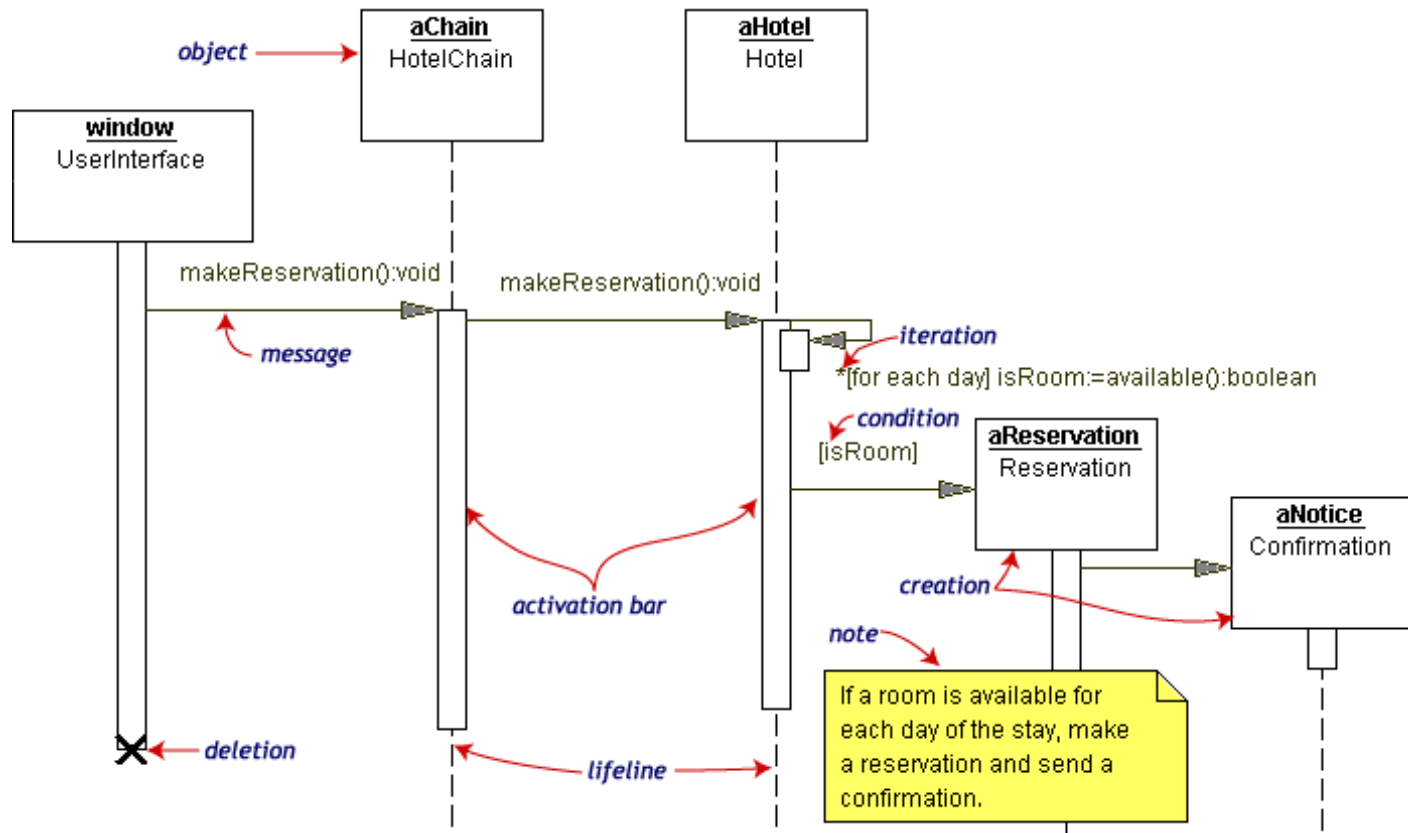 object
aChain
HotelChain
aHotel
Hotel
window
UserInterface
makeReservation():void
makeReservation():void
message
iteration
*[for each day] isRoom:=available():boolean
condition
[isRoom]
aReservation
Reservation
aNotice
Confirmation
activation bar
creation
note
If a room is available for
each day of the stay, make
a reservation and send a
confirmation.
deletion
lifeline